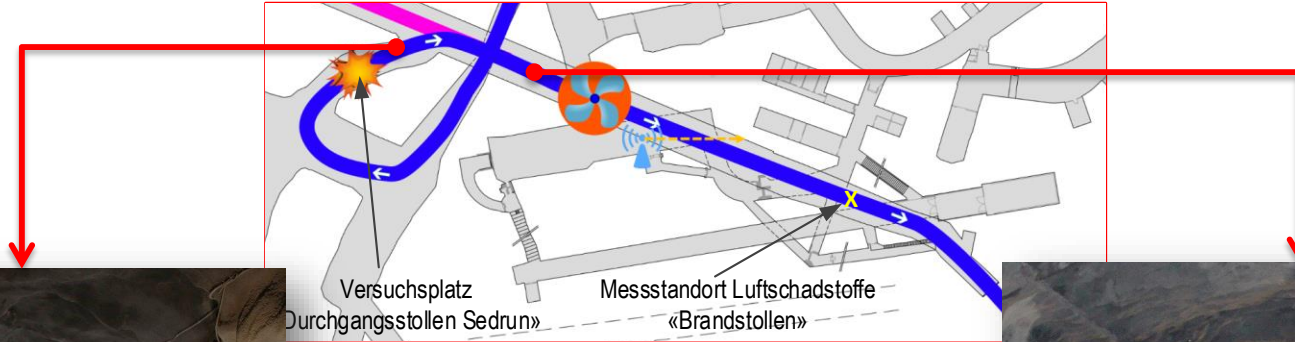 X
Versuchsplatz
Durchgangsstollen Sedrun»
Messstandort Luftschadstoffe
«Brandstollen»